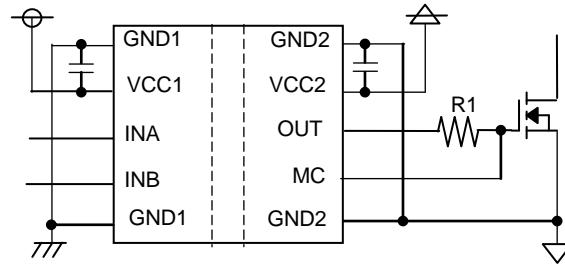 GND1
GND2
VCC1
VCC2
R1
INA
OUT
INB
MC
GND1
GND2